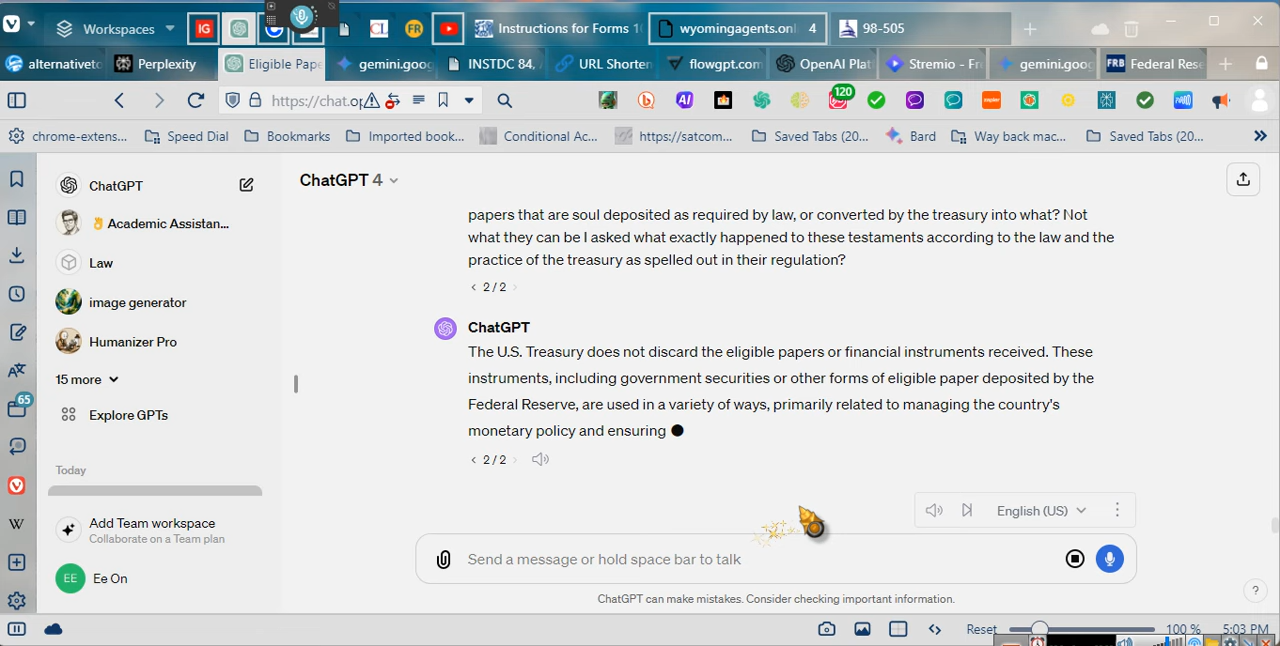 Workspaces
IG
CL
FR
Instructions for Forms 1
wyomingagents.onl 4
98-505
alternativeto
Perplexity
Eligible Pape
gemini.goog
INSTDC 84,
URL Shorten
flowgpt.com
OpenAI Plat
Stremio - Fr
gemini.goog
FRB Federal Rese
https://chat.op
120
chrome-extens...
Speed Dial
Bookmarks
Imported book...
Conditional Ac...
https://satcom...
Saved Tabs (20...
Bard
Way back mac...
Saved Tabs (20...
ChatGPT
Academic Assistan...
Law
image generator
Humanizer Pro
15 more
Explore GPTs
Today
Add Team workspace
Collaborate on a Team plan
EE Ee On
65
W
ChatGPT 4
papers that are soul deposited as required by law, or converted by the treasury into what? Not
what they can be I asked what exactly happened to these testaments according to the law and the
practice of the treasury as spelled out in their regulation?
< 2/2 >
ChatGPT
The U.S. Treasury does not discard the eligible papers or financial instruments received. These
instruments, including government securities or other forms of eligible paper deposited by the
Federal Reserve, are used in a variety of ways, primarily related to managing the country's
monetary policy and ensuring
< 2/2 >
English (US)
Send a message or hold space bar to talk
ChatGPT can make mistakes. Consider checking important information.
?
Reset 100 % 5:03 PM